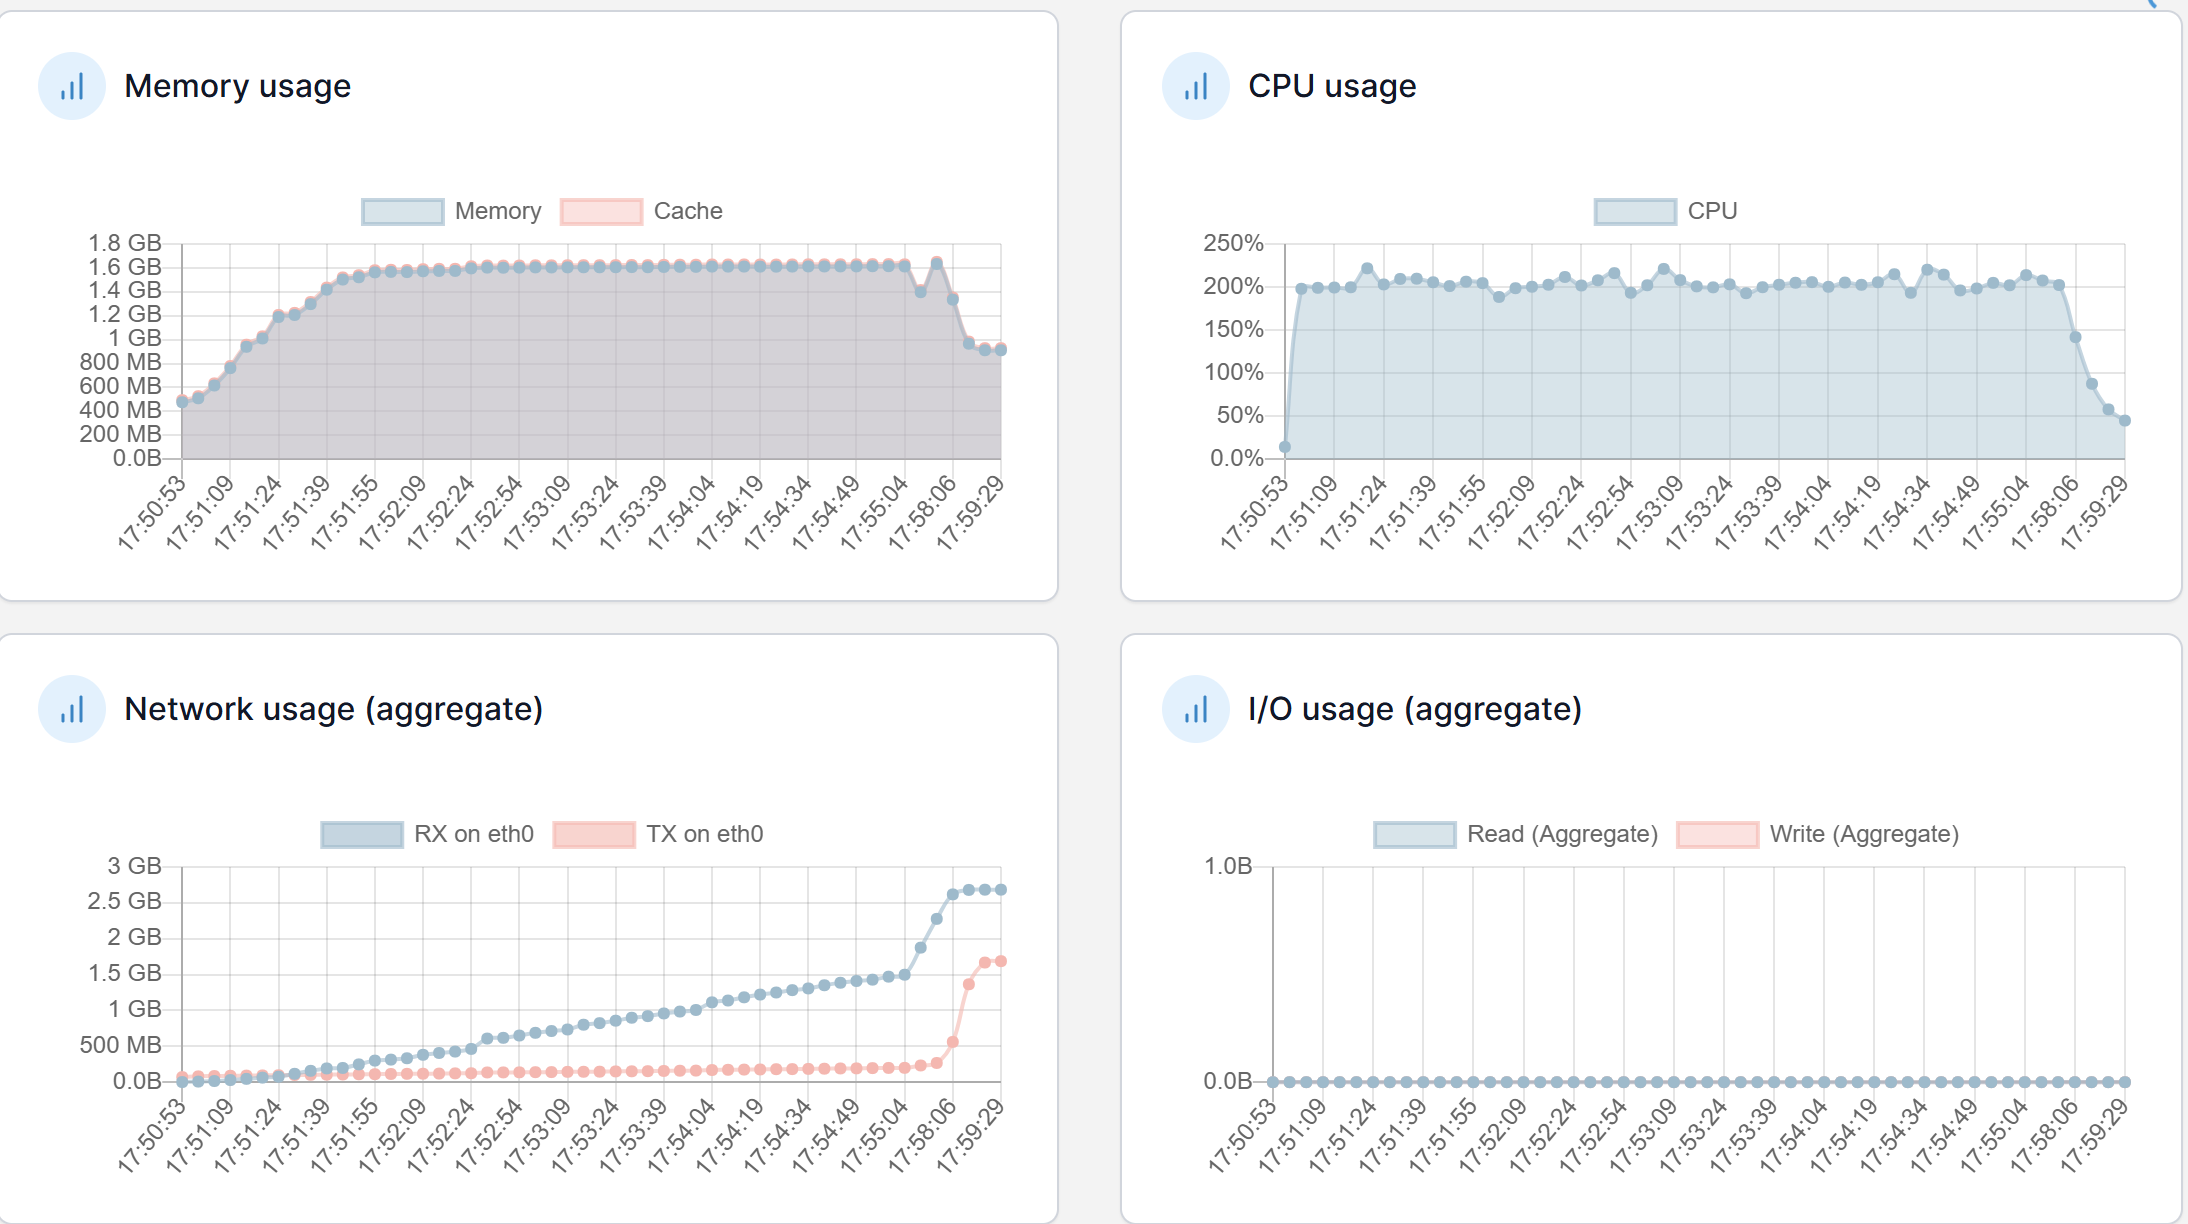 Memory usage
Memory
Cache
1.8 GB
1.6 GB
1.4 GB
1.2 GB
1 GB
800 MB
600 MB
400 MB
200 MB
0.0B
17:50:53
17:51:09
17:51:24
17:51:39
17:51:55
17:52:09
17:52:24
17:52:54
17:53:09
17:53:24
17:53:39
17:54:04
17:54:19
17:54:34
17:54:49
17:55:04
17:58:06
17:59:29
CPU usage
CPU
250%
200%
150%
100%
50%
0.0%
17:50:53
17:51:09
17:51:24
17:51:39
17:51:55
17:52:09
17:52:24
17:52:54
17:53:09
17:53:24
17:53:39
17:54:04
17:54:19
17:54:34
17:54:49
17:55:04
17:58:06
17:59:29
Network usage (aggregate)
RX on eth0
TX on eth0
3 GB
2.5 GB
2 GB
1.5 GB
1 GB
500 MB
0.0B
17:50:53
17:51:09
17:51:24
17:51:39
17:51:55
17:52:09
17:52:24
17:52:54
17:53:09
17:53:24
17:53:39
17:54:04
17:54:19
17:54:34
17:54:49
17:55:04
17:58:06
17:59:29
I/O usage (aggregate)
Read (Aggregate)
Write (Aggregate)
1.0B
0.0B
17:50:53
17:51:09
17:51:24
17:51:39
17:51:55
17:52:09
17:52:24
17:52:54
17:53:09
17:53:24
17:53:39
17:54:04
17:54:19
17:54:34
17:54:49
17:55:04
17:58:06
17:59:29